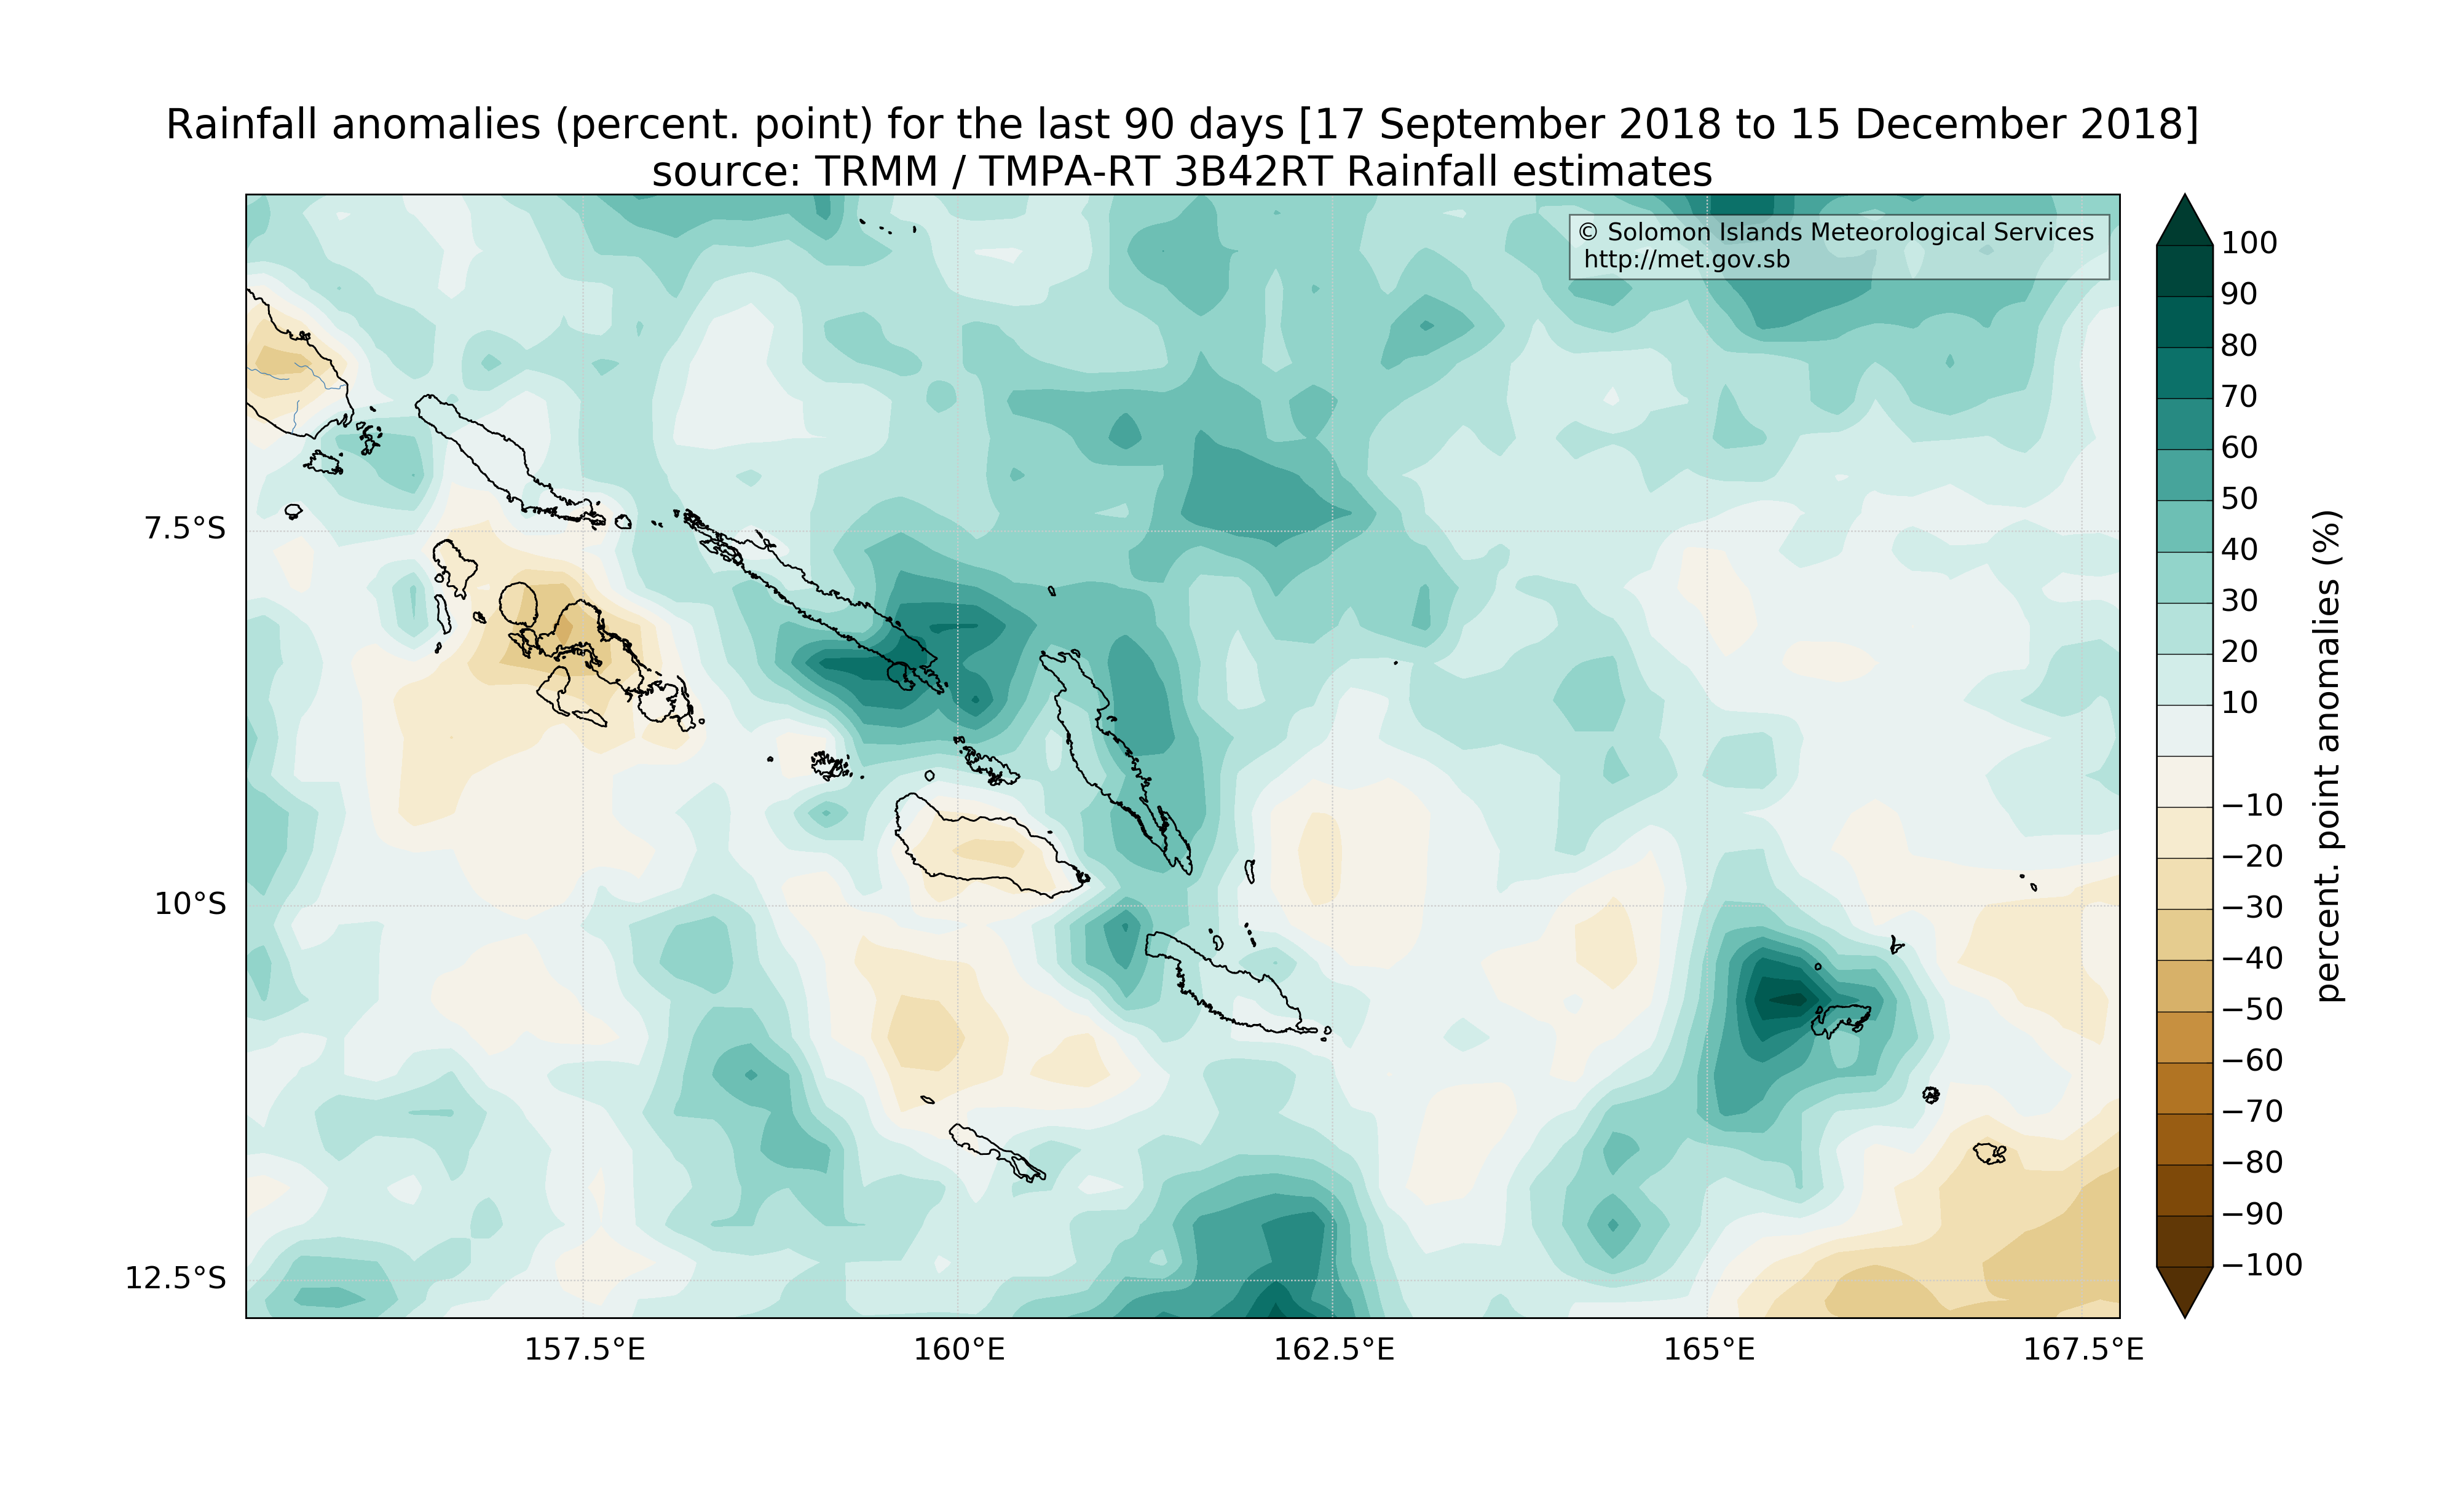 Rainfall anomalies (percent. point) for the last 90 days [17 September 2018 to 15 December 2018]
source: TRMM / TMPA-RT 3B42RT Rainfall estimates
© Solomon Islands Meteorological Services
http://met.gov.sb
7.5°S
10°S
12.5°S
157.5°E
160°E
162.5°E
165°E
167.5°E
100
90
80
70
60
50
40
30
20
10
−10
−20
−30
−40
−50
−60
−70
−80
−90
−100
percent. point anomalies (%)